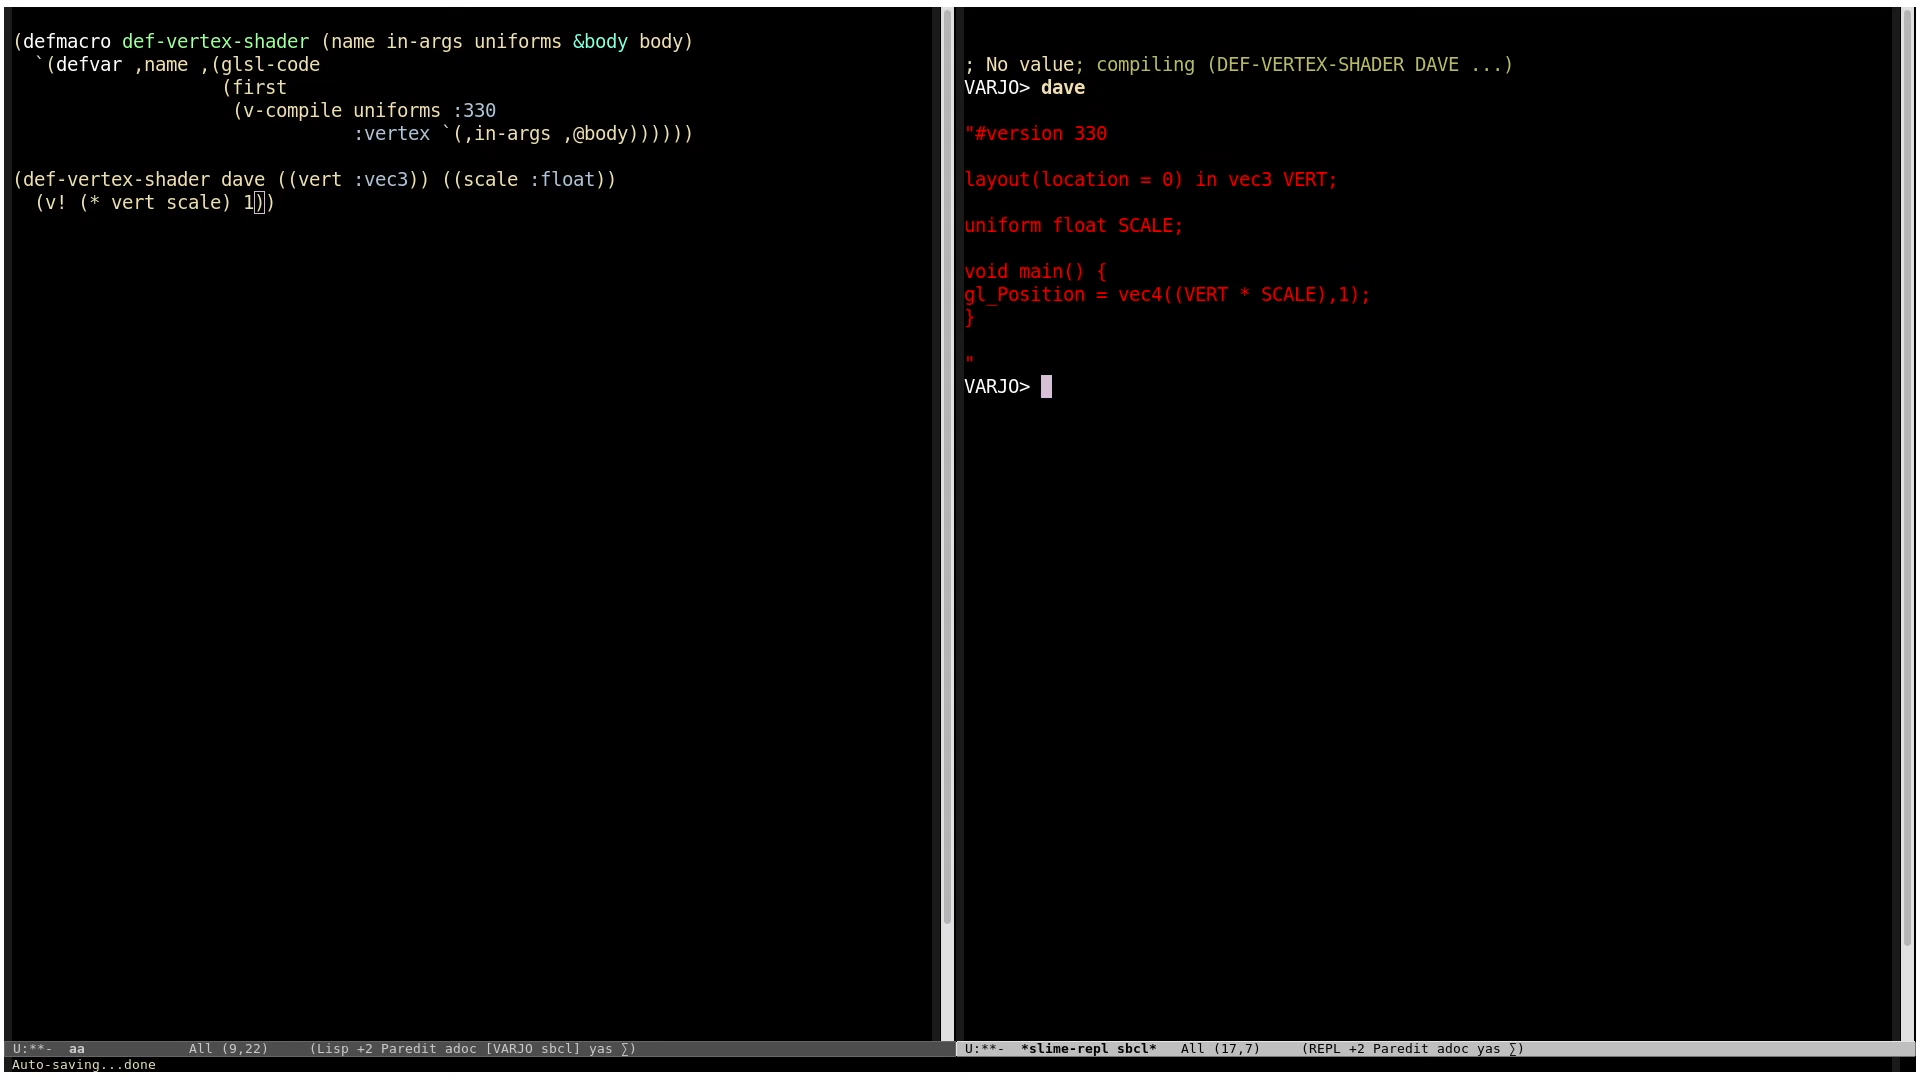 (defmacro def-vertex-shader (name in-args uniforms &body body)
  `(defvar ,name ,(glsl-code
                   (first
                    (v-compile uniforms :330
                               :vertex `(,in-args ,@body))))))

(def-vertex-shader dave ((vert :vec3)) ((scale :float))
  (v! (* vert scale) 1))
U:**-  aa             All (9,22)     (Lisp +2 Paredit adoc [VARJO sbcl] yas ∑)
Auto-saving...done
; No value; compiling (DEF-VERTEX-SHADER DAVE ...)
VARJO> dave

"#version 330

layout(location = 0) in vec3 VERT;

uniform float SCALE;

void main() {
gl_Position = vec4((VERT * SCALE),1);
}

"
VARJO>
U:**-  *slime-repl sbcl*   All (17,7)     (REPL +2 Paredit adoc yas ∑)